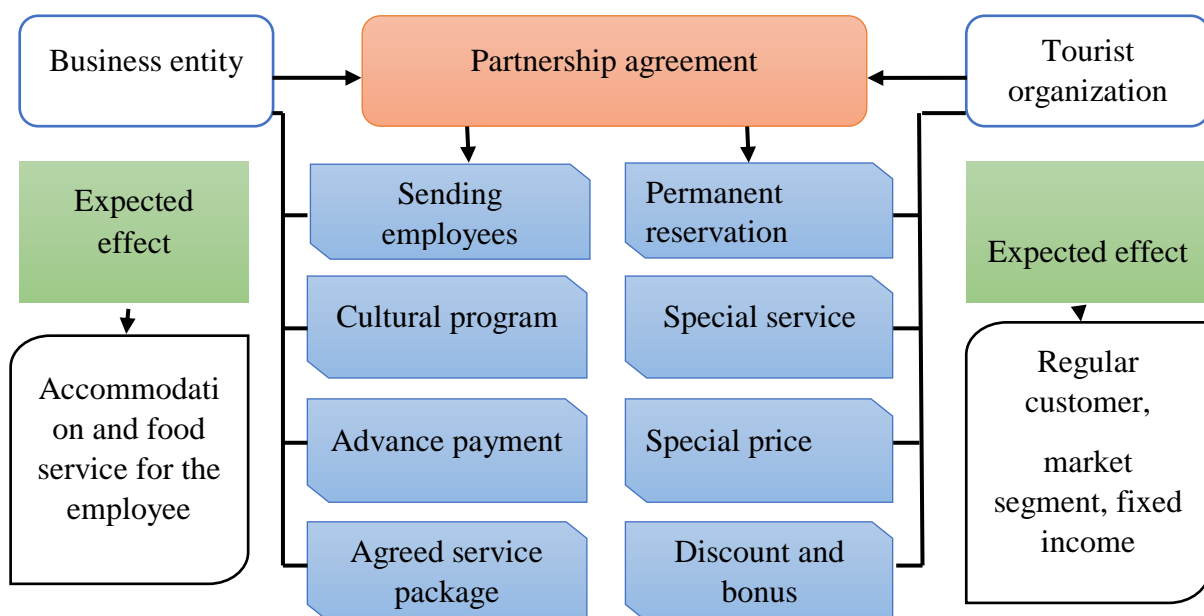 Business entity
Partnership agreement
Tourist
organization
Expected
effect
Accommodati
on and food
service for the
employee
Sending
employees
Cultural program
Advance payment
Agreed service
package
Permanent
reservation
Special service
Special price
Discount and
bonus
Expected effect
Regular
customer,
market
segment, fixed
income